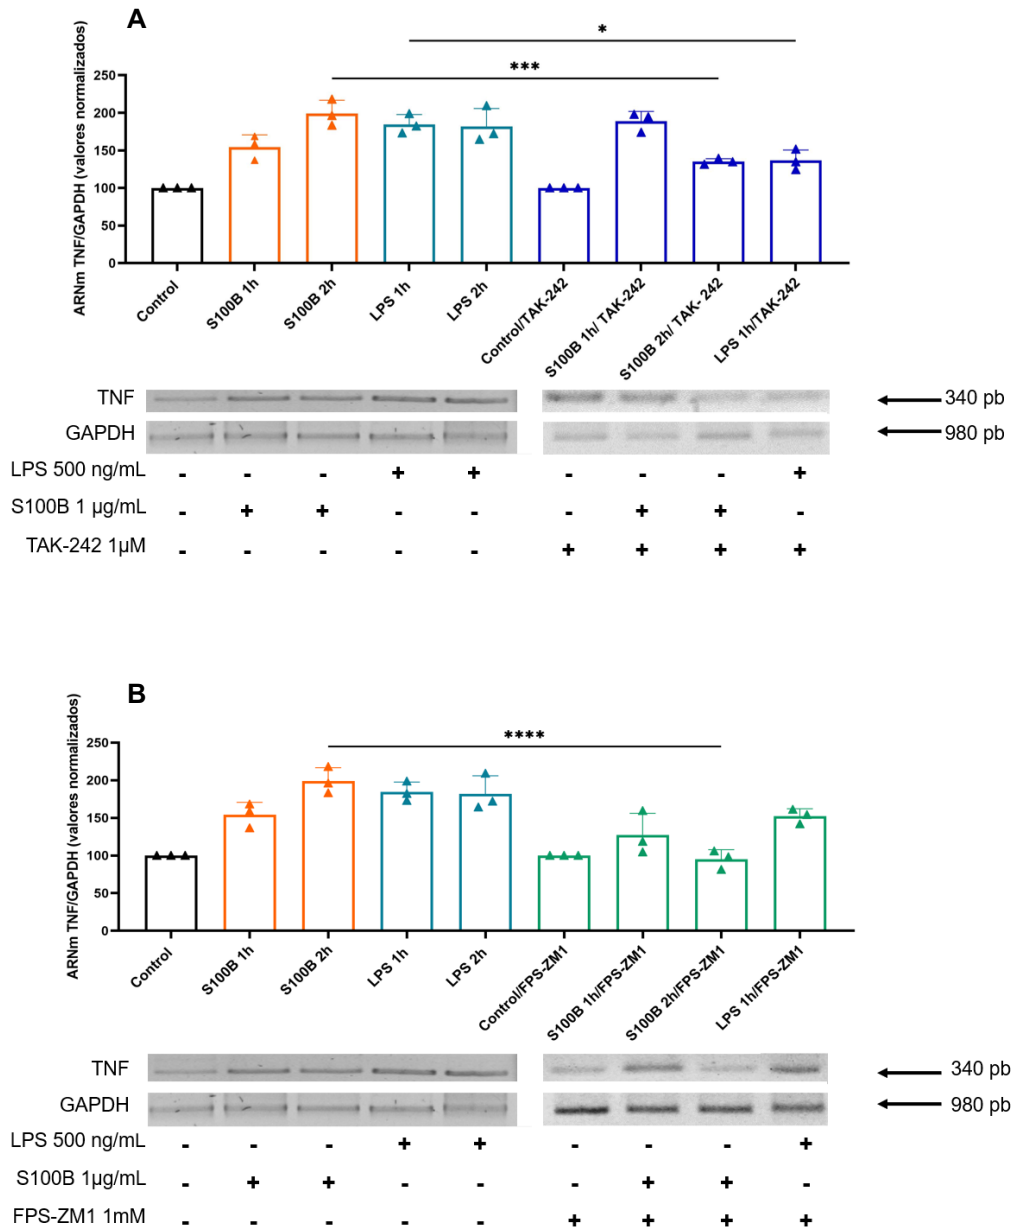 A
*
***
ARNm TNF/GAPDH (valores normalizados)
250
200
150
100
50
0
Control
S100B 1h
S100B 2h
LPS 1h
LPS 2h
Control/TAK-242
S100B 1h/ TAK-242
S100B 2h/ TAK- 242
LPS 1h/TAK-242
TNF
340 pb
GAPDH
980 pb
LPS 500 ng/mL - - - + + - - - +
S100B 1 µg/mL - + + - - - + + -
TAK-242 1µM - - - - - + + + +
B
****
ARNm TNF/GAPDH (valores normalizados)
250
200
150
100
50
0
Control
S100B 1h
S100B 2h
LPS 1h
LPS 2h
Control/FPS-ZM1
S100B 1h/FPS-ZM1
S100B 2h/FPS-ZM1
LPS 1h/FPS-ZM1
TNF
340 pb
GAPDH
980 pb
LPS 500 ng/mL - - - + + - - - +
S100B 1µg/mL - + + - - - + + -
FPS-ZM1 1mM - - - - - + + + +